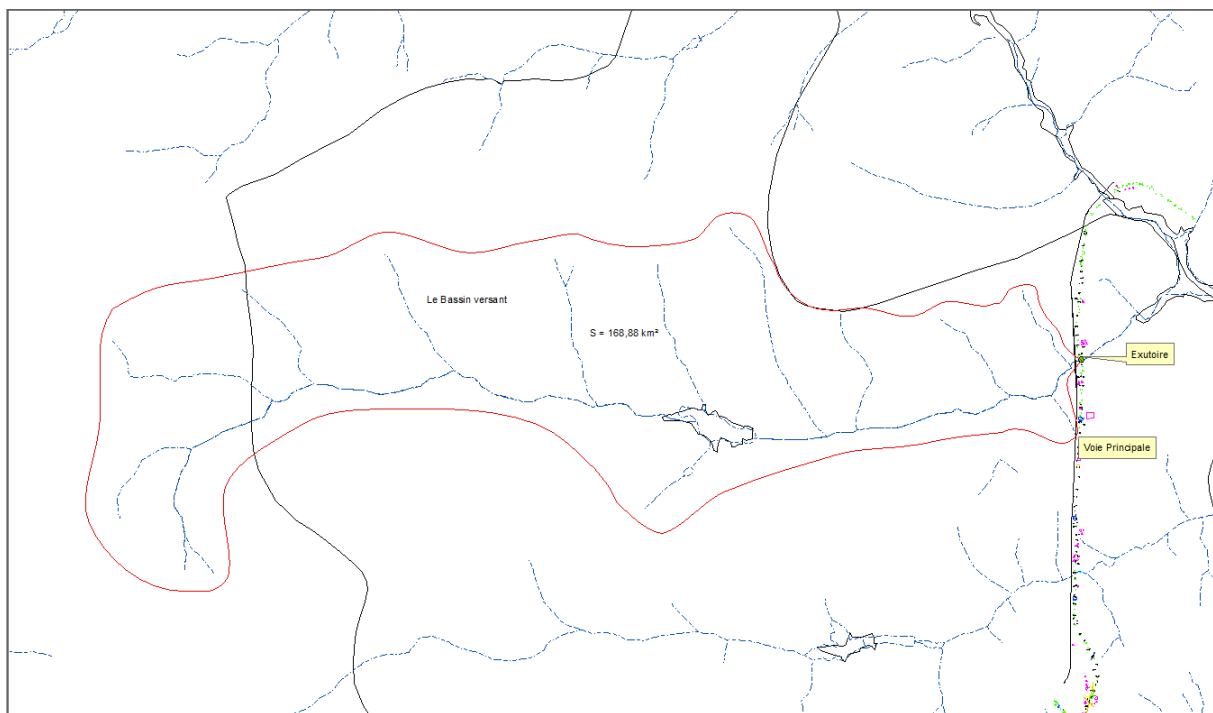 Le Bassin versant
S = 168,88 km²
Exutoire
Voie Principale